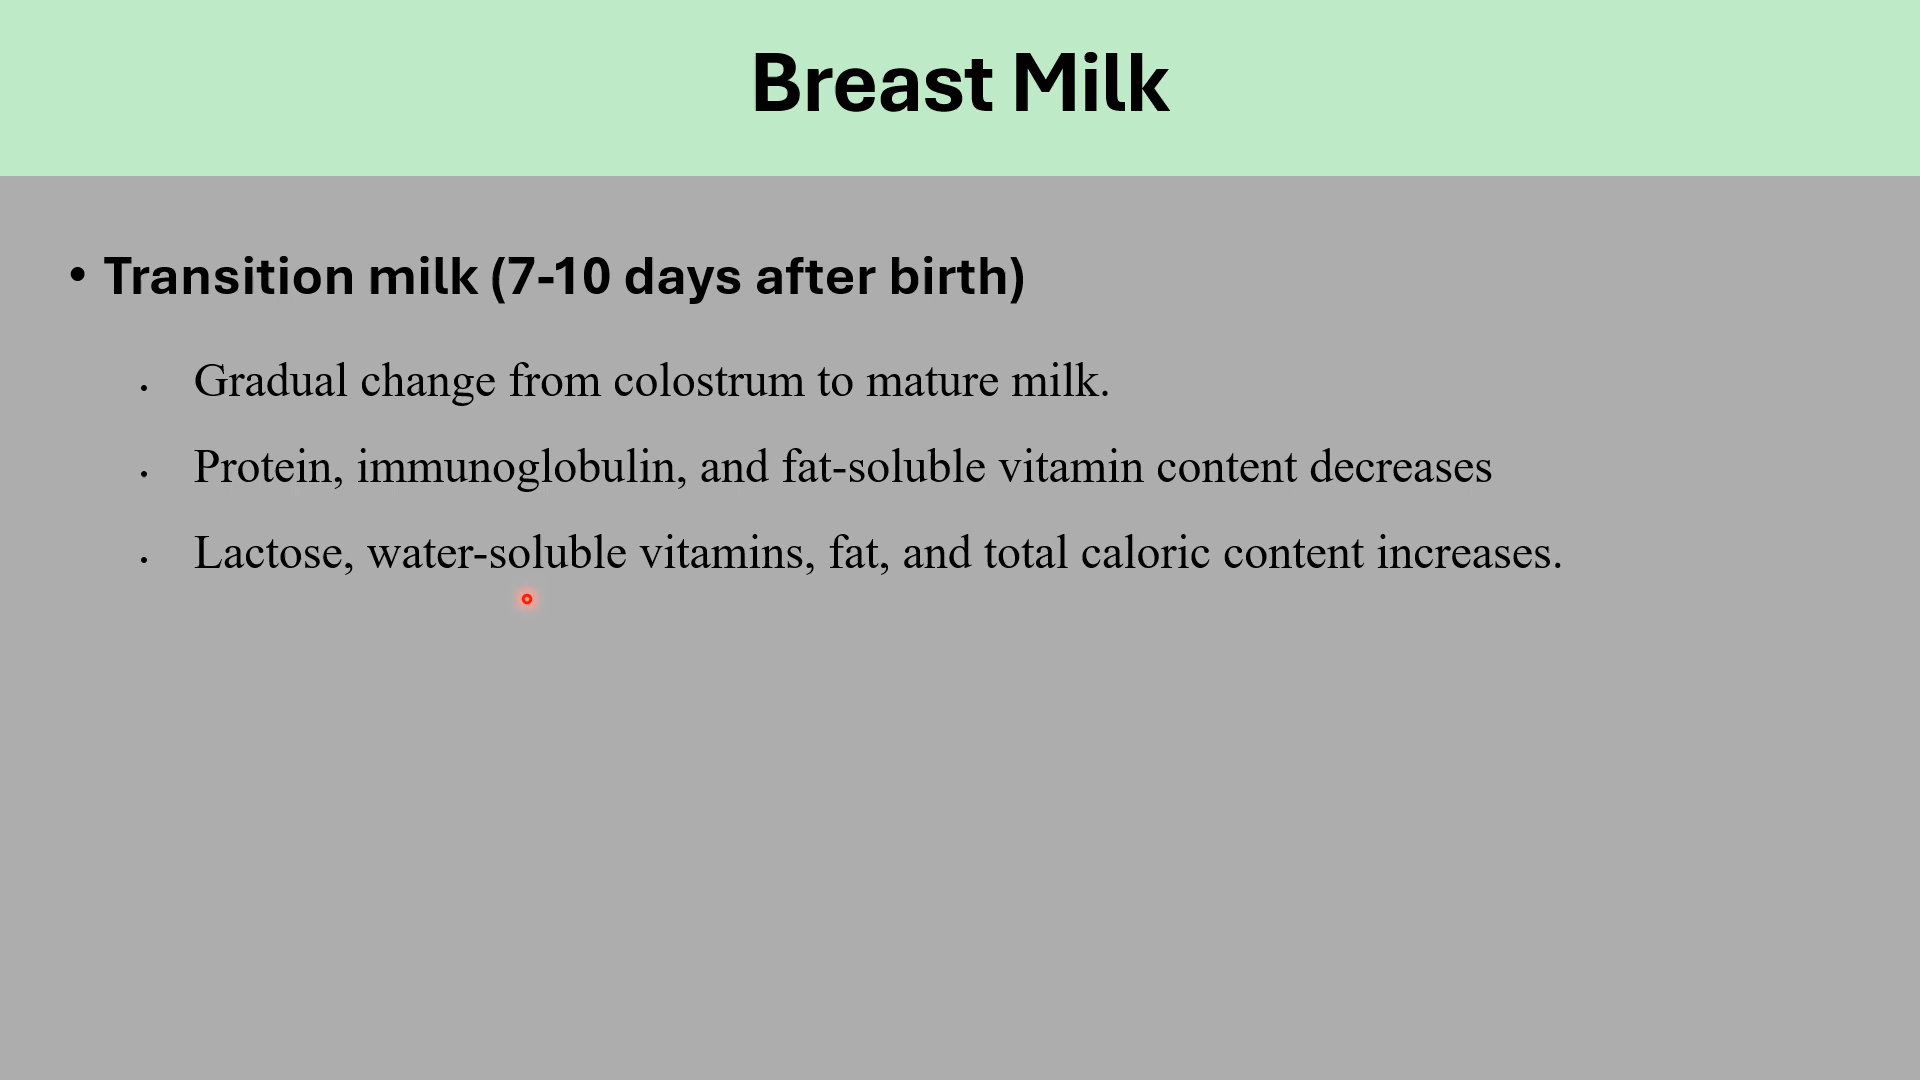 Breast Milk
• Transition milk (7-10 days after birth)
• Gradual change from colostrum to mature milk.
• Protein, immunoglobulin, and fat-soluble vitamin content decreases
• Lactose, water-soluble vitamins, fat, and total caloric content increases.